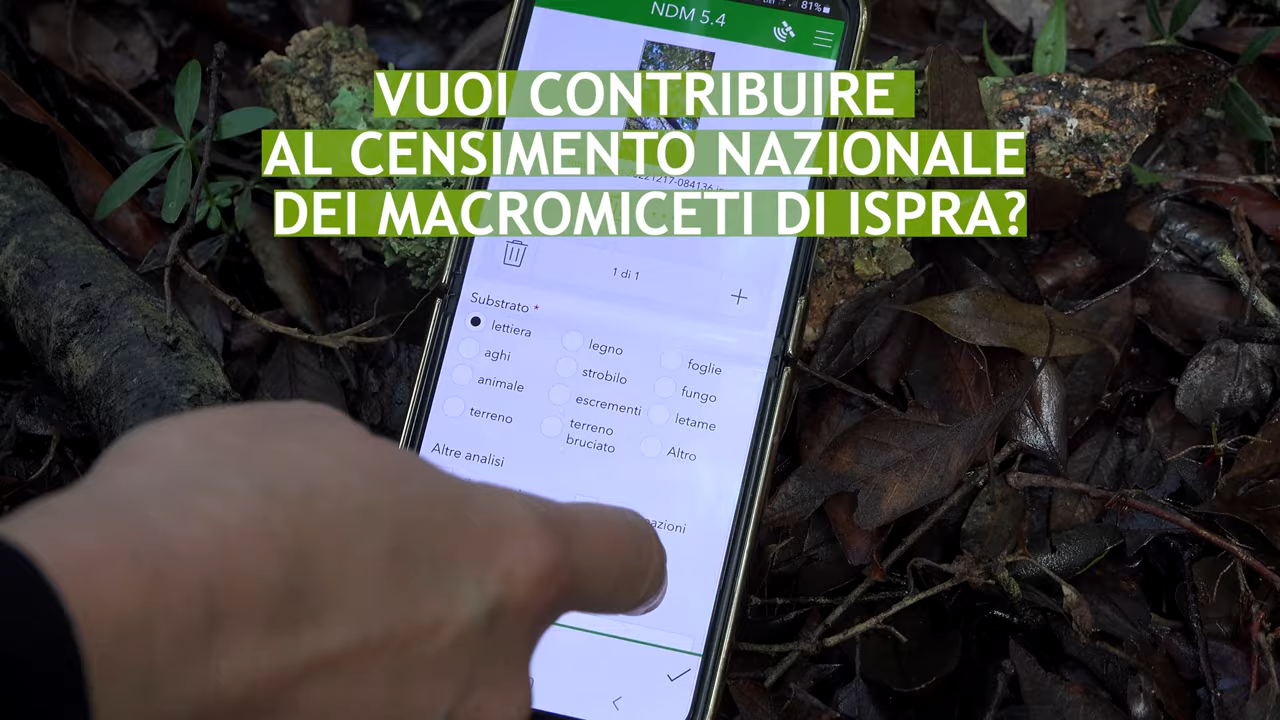 81%
NDM 5.4
VUOI CONTRIBUIRE
AL CENSIMENTO NAZIONALE
DEI MACROMICETI DI ISPRA?
1 di 1
Substrato *
lettiera legno foglie
aghi strobilo fungo
animale escrementi letame
terreno terreno bruciato Altro
Altre analisi